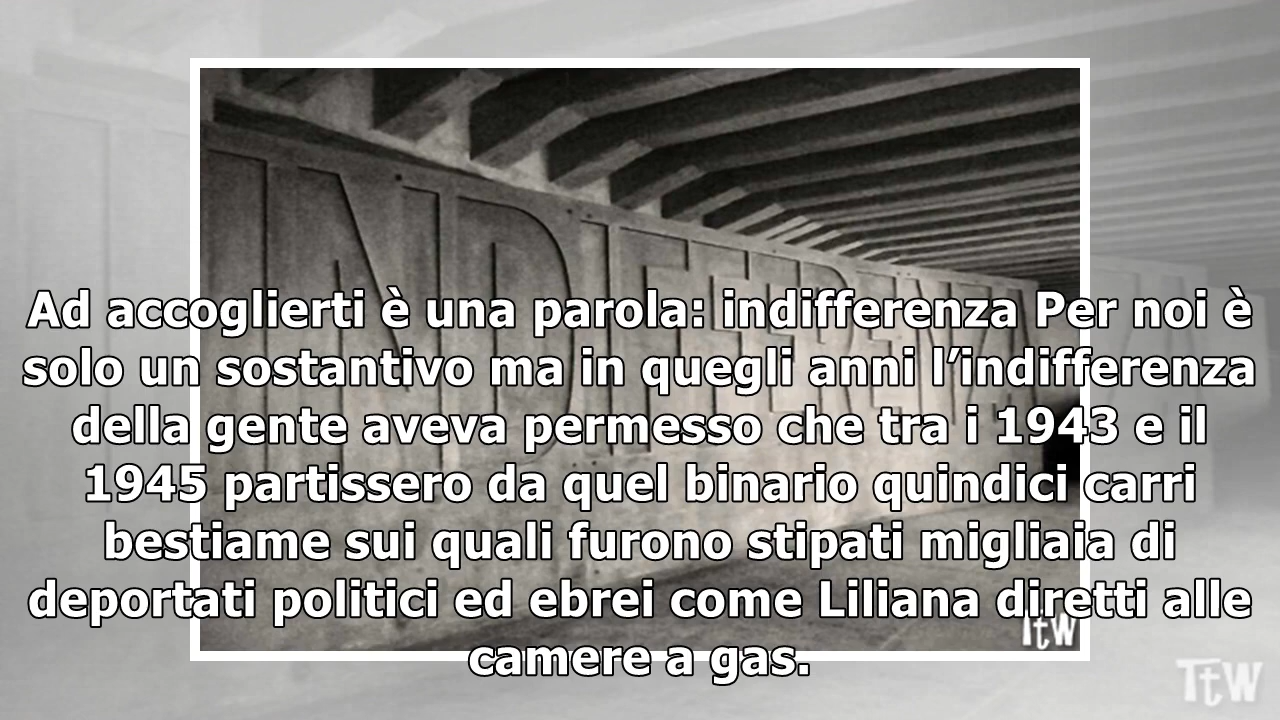 INDIFFERENZA
Ad accoglierti è una parola: indifferenza Per noi è
solo un sostantivo ma in quegli anni l’indifferenza
della gente aveva permesso che tra i 1943 e il
1945 partissero da quel binario quindici carri
bestiame sui quali furono stipati migliaia di
deportati politici ed ebrei come Liliana diretti alle
camere a gas.
TtW
TtW